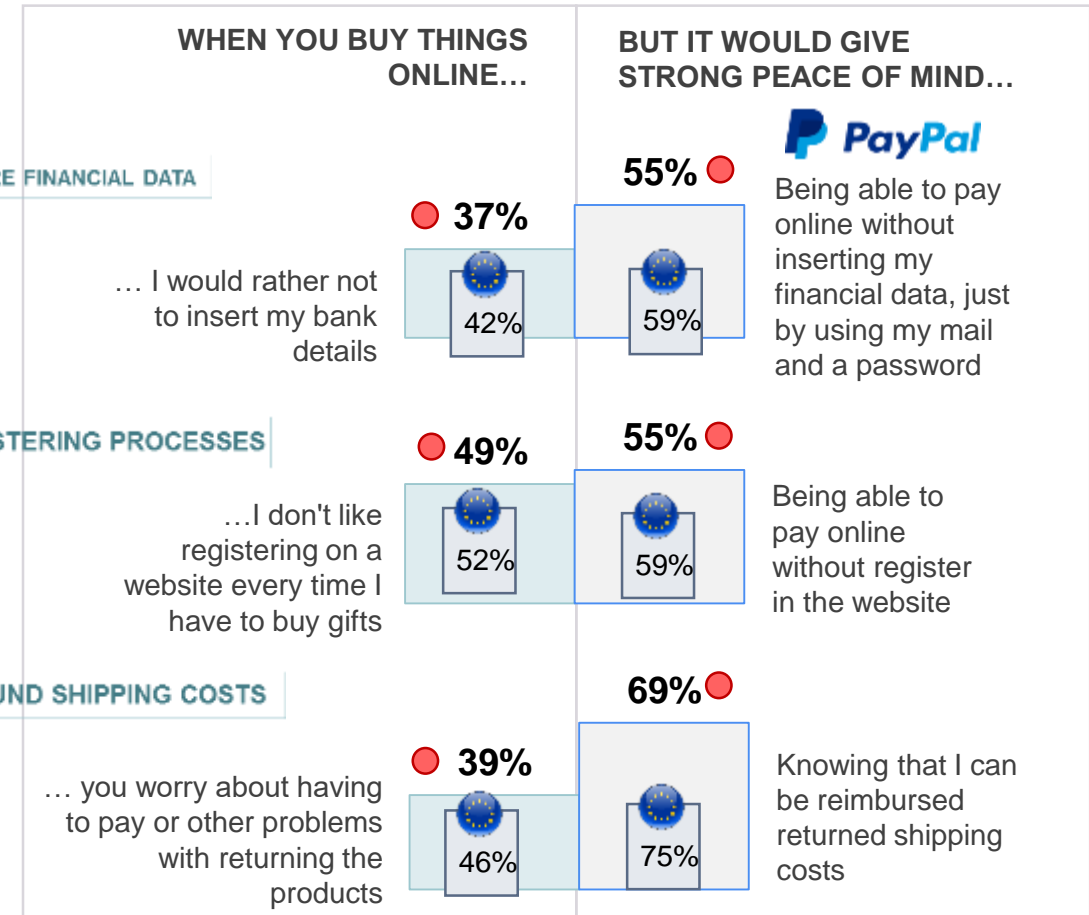 WHEN YOU BUY THINGS
ONLINE…
BUT IT WOULD GIVE
STRONG PEACE OF MIND…
PayPal
FINANCIAL DATA
37%
55%
… I would rather not
to insert my bank
details
42%
59%
Being able to pay
online without
inserting my
financial data, just
by using my mail
and a password
PROCESSES
49%
55%
…I don't like
registering on a
website every time I
have to buy gifts
52%
59%
Being able to
pay online
without register
in the website
SHIPPING COSTS
39%
69%
… you worry about having
to pay or other problems
with returning the
products
46%
75%
Knowing that I can
be reimbursed
returned shipping
costs